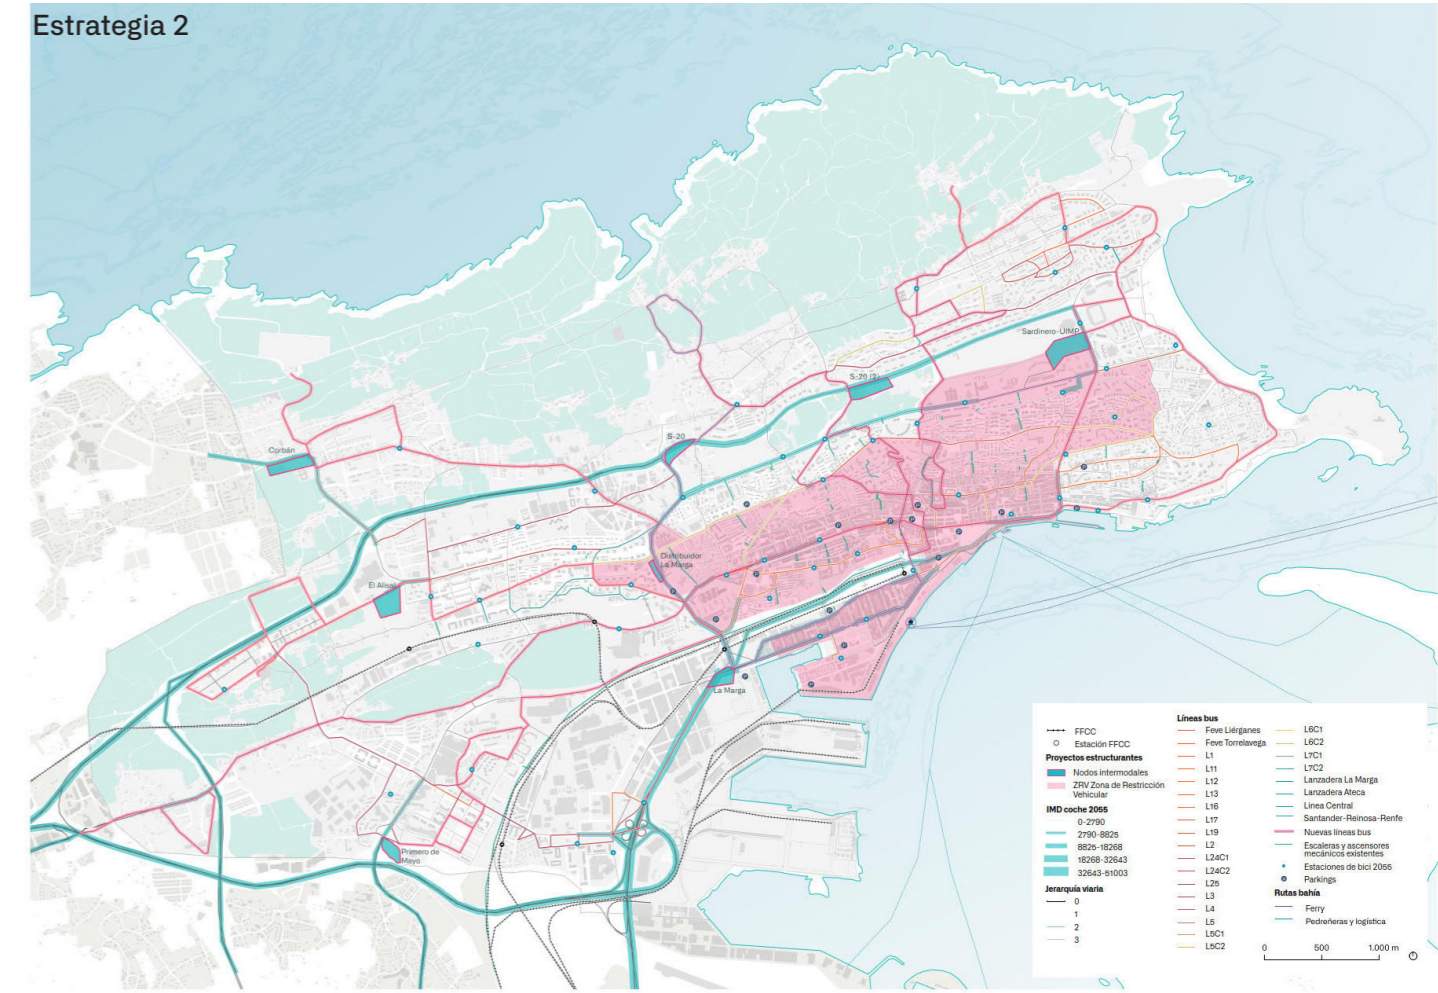 Estrategia 2
Sardinero-UIMP
S-20 (2)
S-20
Corbán
Distribuidor
La Marga
El Alisal
La Marga
Primero de
Mayo
FFCC
Estación FFCC
Proyectos estructurantes
Nodos intermodales
ZRV Zona de Restricción
Vehicular
IMD coche 2055
0-2790
2790-8825
8825-18268
18268-32643
32643-51003
Jerarquía viaria
0
1
2
3
Líneas bus
Feve Liérganes
Feve Torrelavega
L1
L11
L12
L13
L16
L17
L19
L2
L24C1
L24C2
L25
L3
L4
L5
L5C1
L5C2
L6C1
L6C2
L7C1
L7C2
Lanzadera La Marga
Lanzadera Ateca
Linea Central
Santander-Reinosa-Renfe
Nuevas líneas bus
Escaleras y ascensores
mecánicos existentes
Estaciones de bici 2055
Parkings
Rutas bahía
Ferry
Pedreñeras y logística
0 500 1.000 m